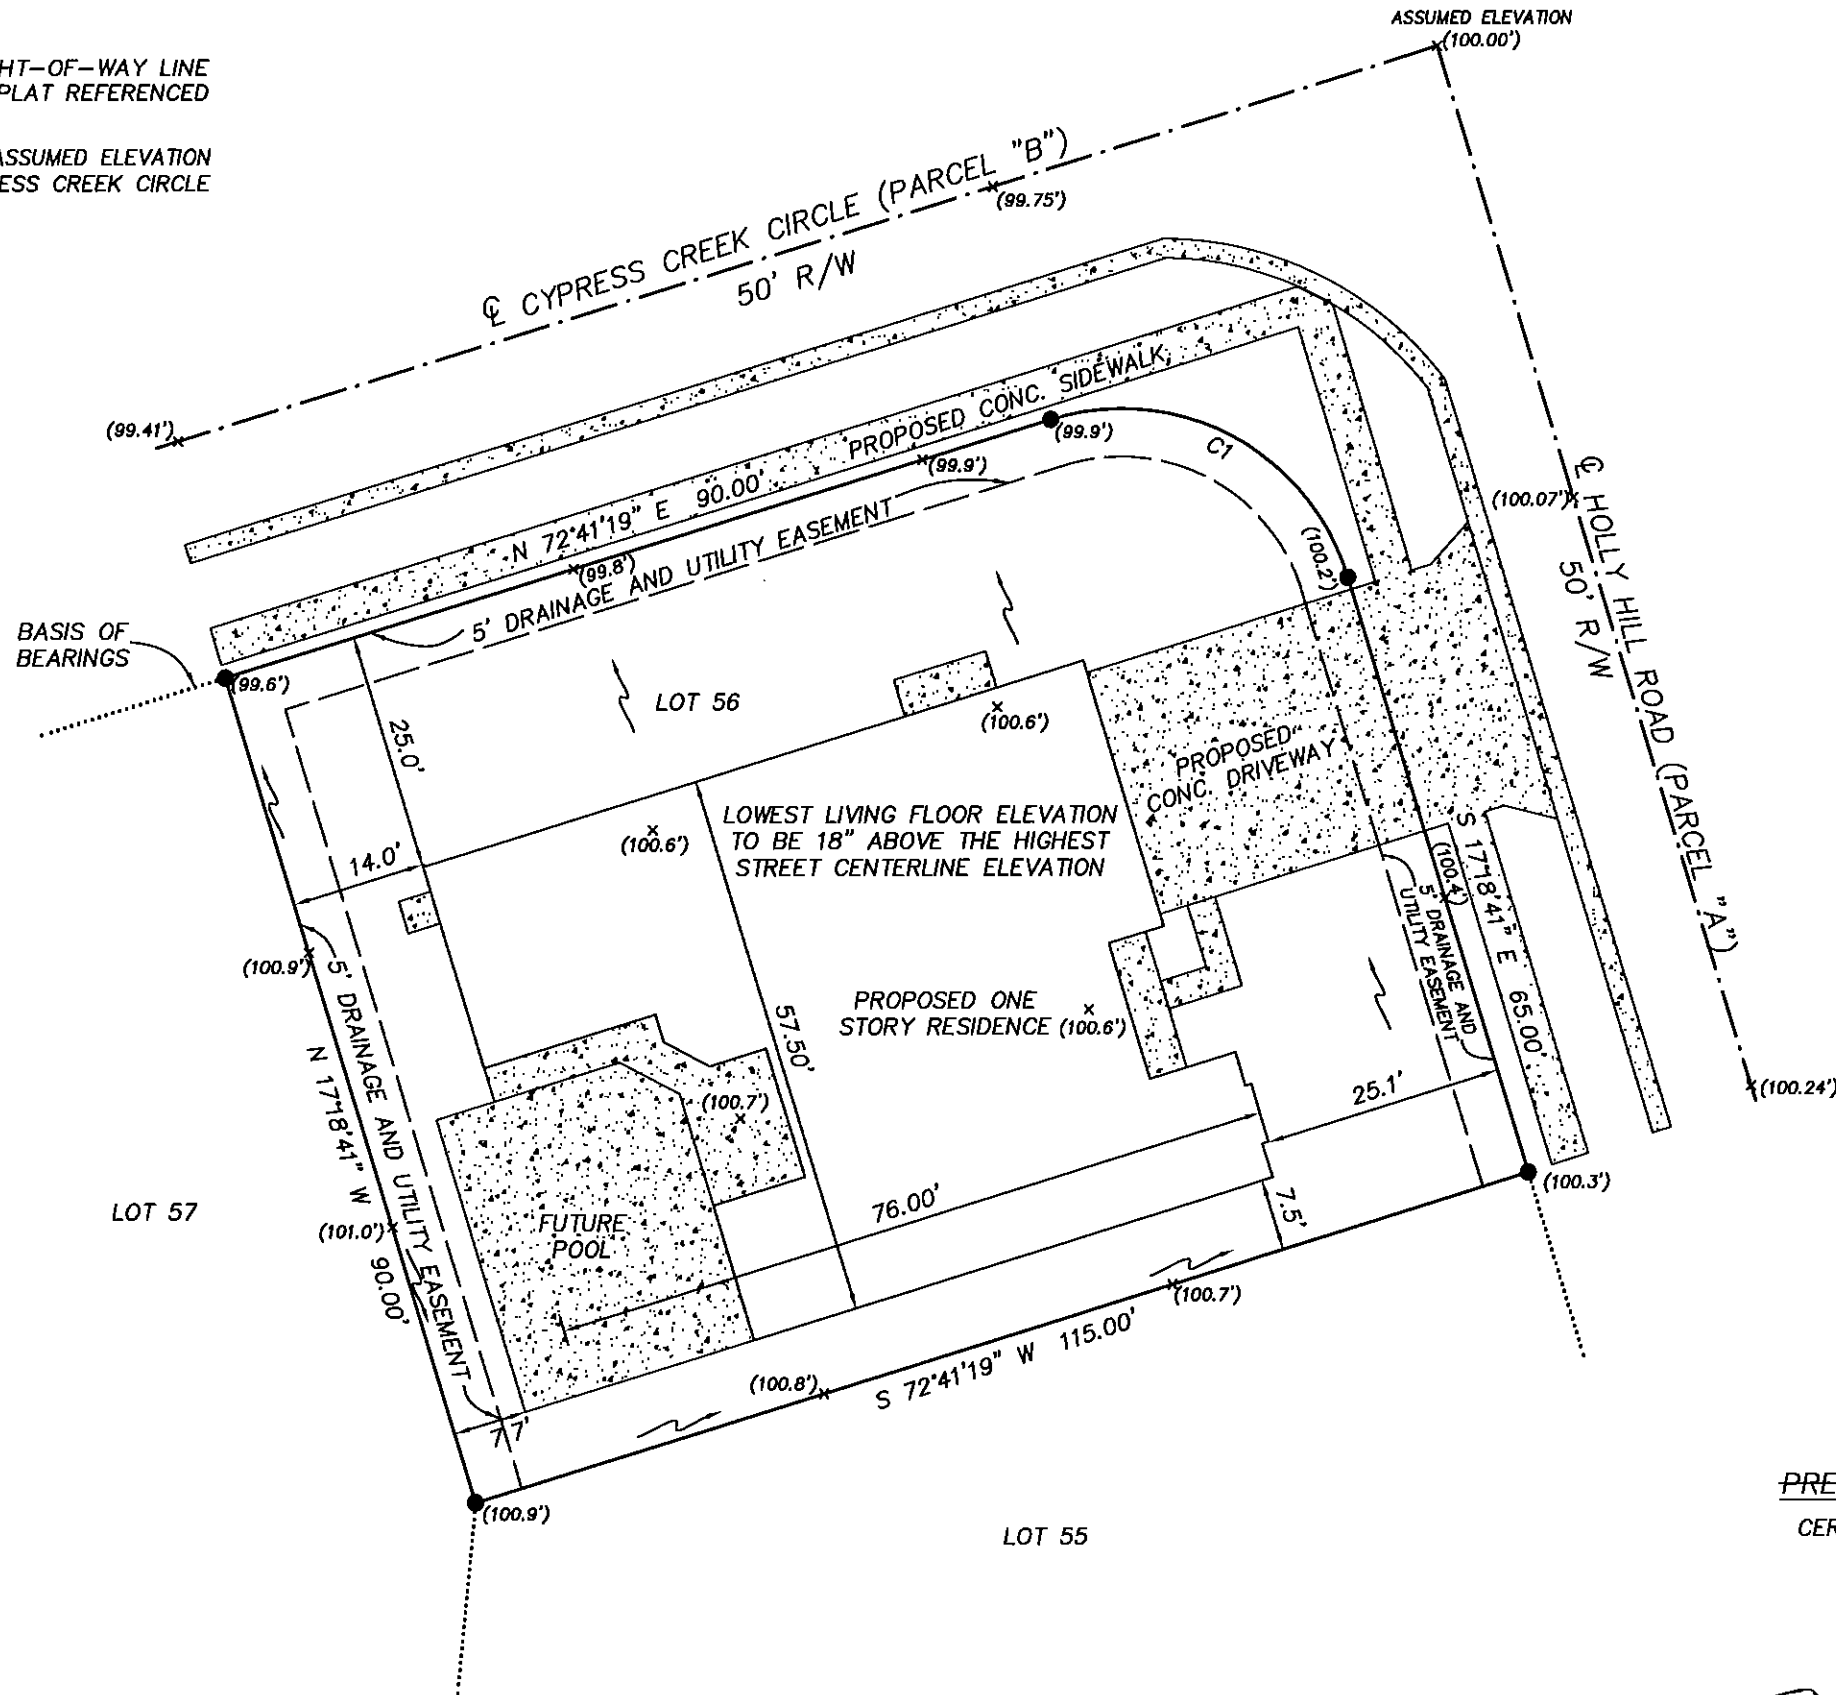 ASSUMED ELEVATION
(100.00')
HT-OF-WAY LINE
PLAT REFERENCED
ASSUMED ELEVATION
ESS CREEK CIRCLE
℄ CYPRESS CREEK CIRCLE (PARCEL "B")
50' R/W
(99.75')
(99.41')
PROPOSED CONC. SIDEWALK
(99.9')
(99.9')
C1
N 72°41'19" E 90.00'
(99.8')
5' DRAINAGE AND UTILITY EASEMENT
(100.2')
(100.07')
℄ HOLLY HILL ROAD (PARCEL "A")
50' R/W
BASIS OF
BEARINGS
(99.6')
LOT 56
25.0'
(100.6')
PROPOSED
CONC. DRIVEWAY
LOWEST LIVING FLOOR ELEVATION
TO BE 18" ABOVE THE HIGHEST
STREET CENTERLINE ELEVATION
(100.6')
14.0'
S 17°18'41" E 65.00'
(100.4')
5' DRAINAGE AND
UTILITY EASEMENT
(100.9')
5' DRAINAGE AND UTILITY EASEMENT
N 17°18'41" W 90.00'
PROPOSED ONE
STORY RESIDENCE (100.6')
57.50'
(100.7')
25.1'
(100.24')
(100.3')
76.00'
7.5'
LOT 57
(101.0')
FUTURE
POOL
(100.7')
(100.8')
S 72°41'19" W 115.00'
7.7'
(100.9')
LOT 55
PRE
CER